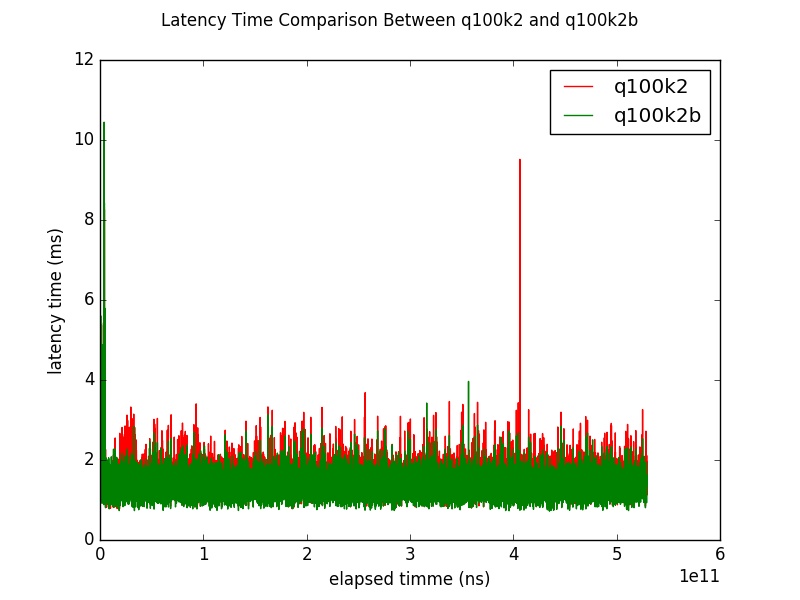 Latency Time Comparison Between q100k2 and q100k2b
12
10
8
6
4
2
0
latency time (ms)
q100k2
q100k2b
0 1 2 3 4 5 6
1e11
elapsed timme (ns)